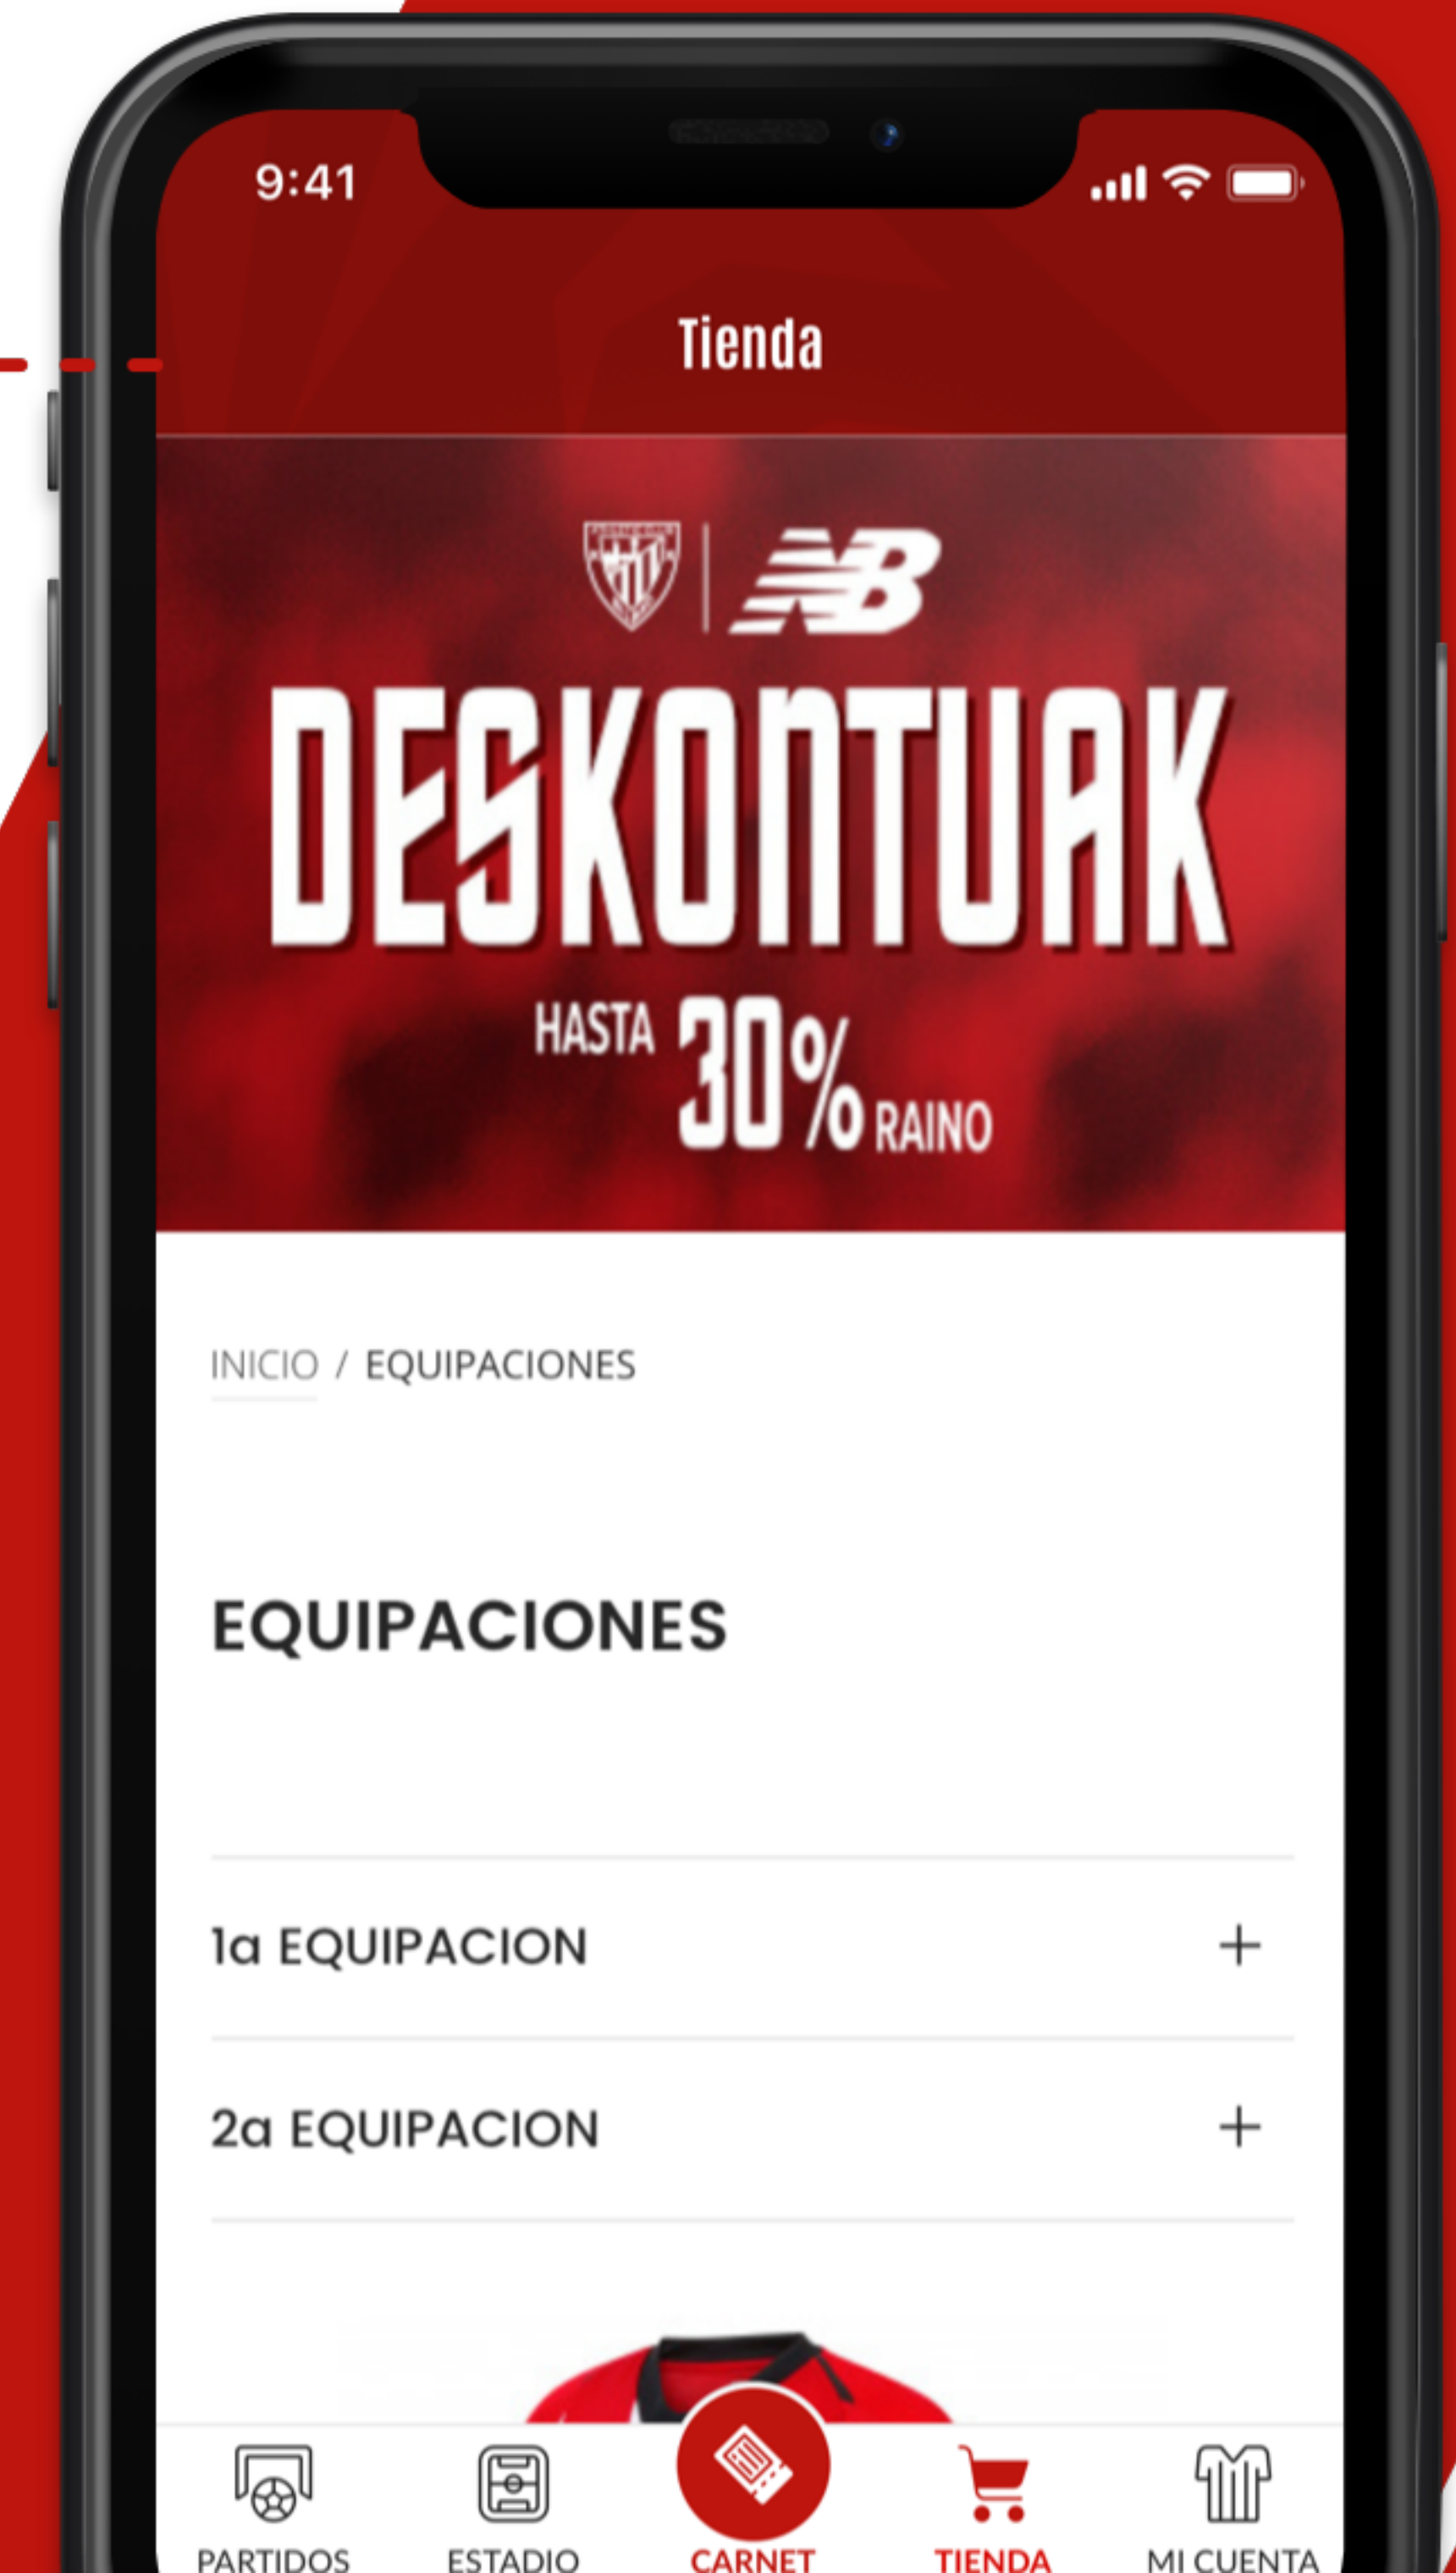 9:41
Tienda
NB
DESKONTUAK
HASTA 30% RAINO
INICIO / EQUIPACIONES
EQUIPACIONES
1a EQUIPACION +
2a EQUIPACION +
PARTIDOS ESTADIO CARNET TIENDA MI CUENTA